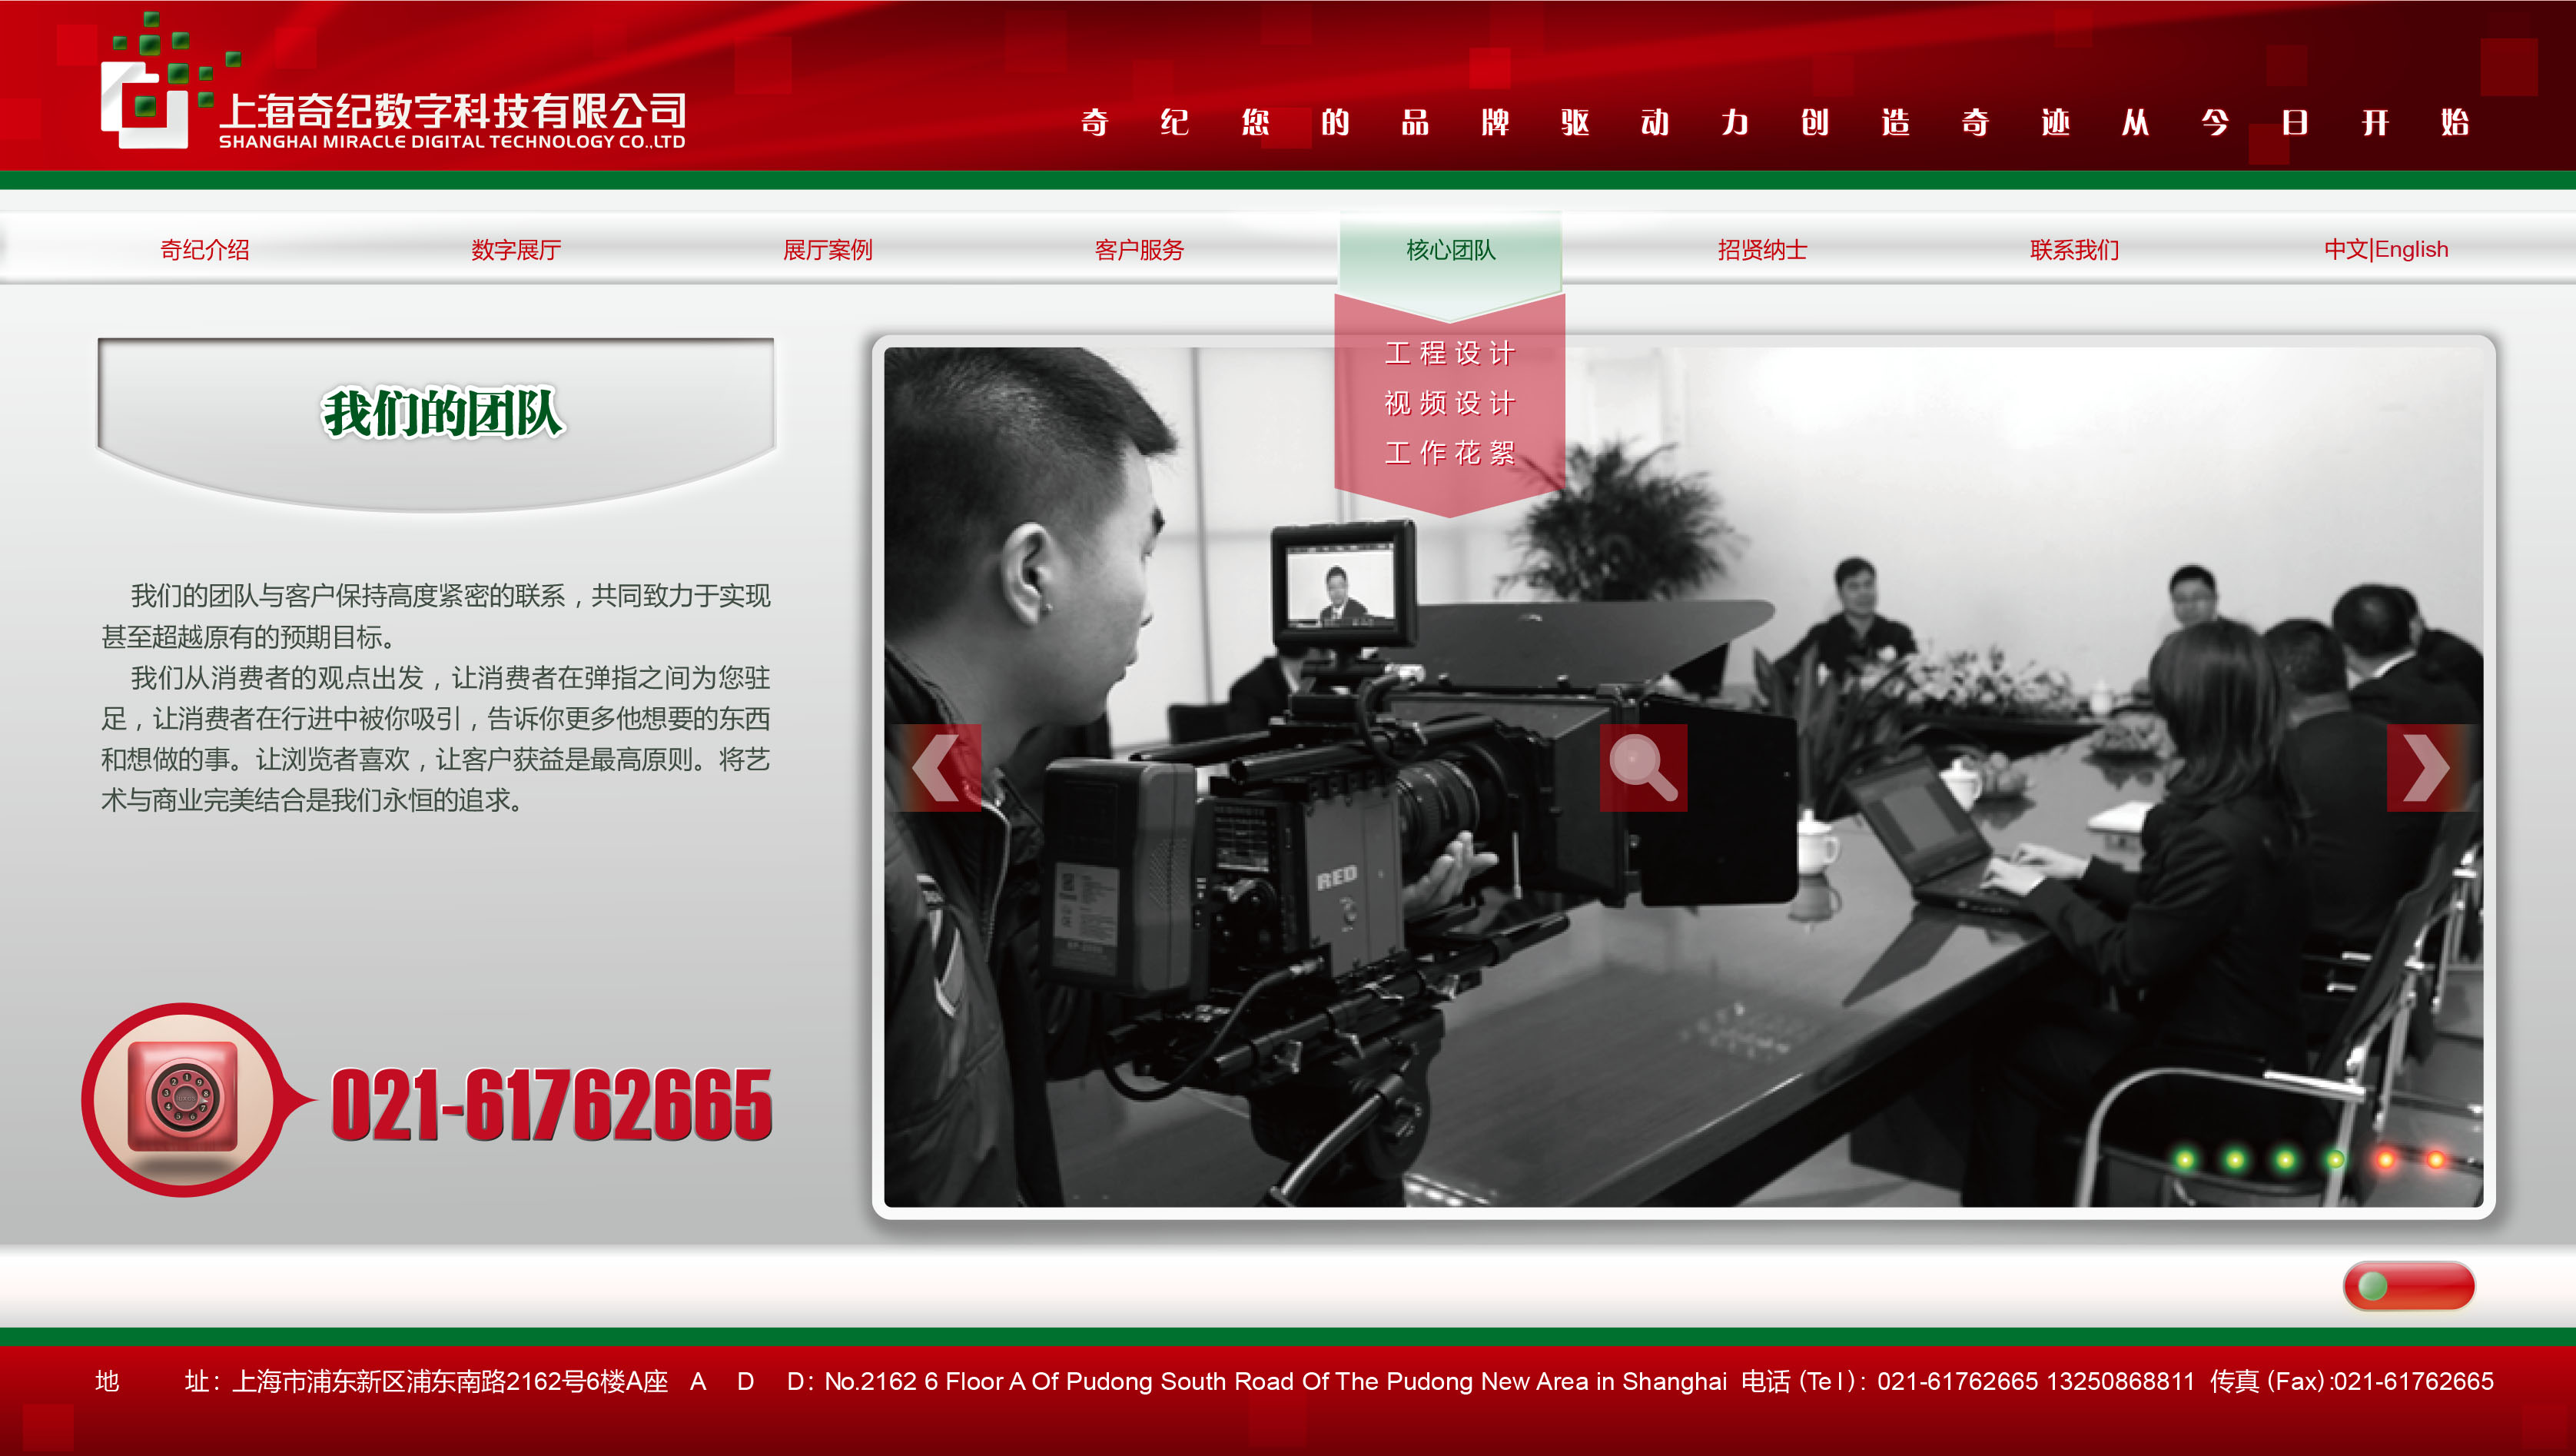 上海奇纪数字科技有限公司
SHANGHAI MIRACLE DIGITAL TECHNOLOGY CO.,LTD
奇纪您的品牌驱动力创造奇迹从今日开始
奇纪介绍 数字展厅 展厅案例 客户服务 核心团队 招贤纳士 联系我们 中文|English
工程设计
视频设计
工作花絮
我们的团队
我们的团队与客户保持高度紧密的联系，共同致力于实现
甚至超越原有的预期目标。
我们从消费者的观点出发，让消费者在弹指之间为您驻
足，让消费者在行进中被你吸引，告诉你更多他想要的东西
和想做的事。让浏览者喜欢，让客户获益是最高原则。将艺
术与商业完美结合是我们永恒的追求。
RED
021-61762665
地 址：上海市浦东新区浦东南路2162号6楼A座 A D D：No.2162 6 Floor A Of Pudong South Road Of The Pudong New Area in Shanghai 电话（Tel）：021-61762665 13250868811 传真（Fax）:021-61762665